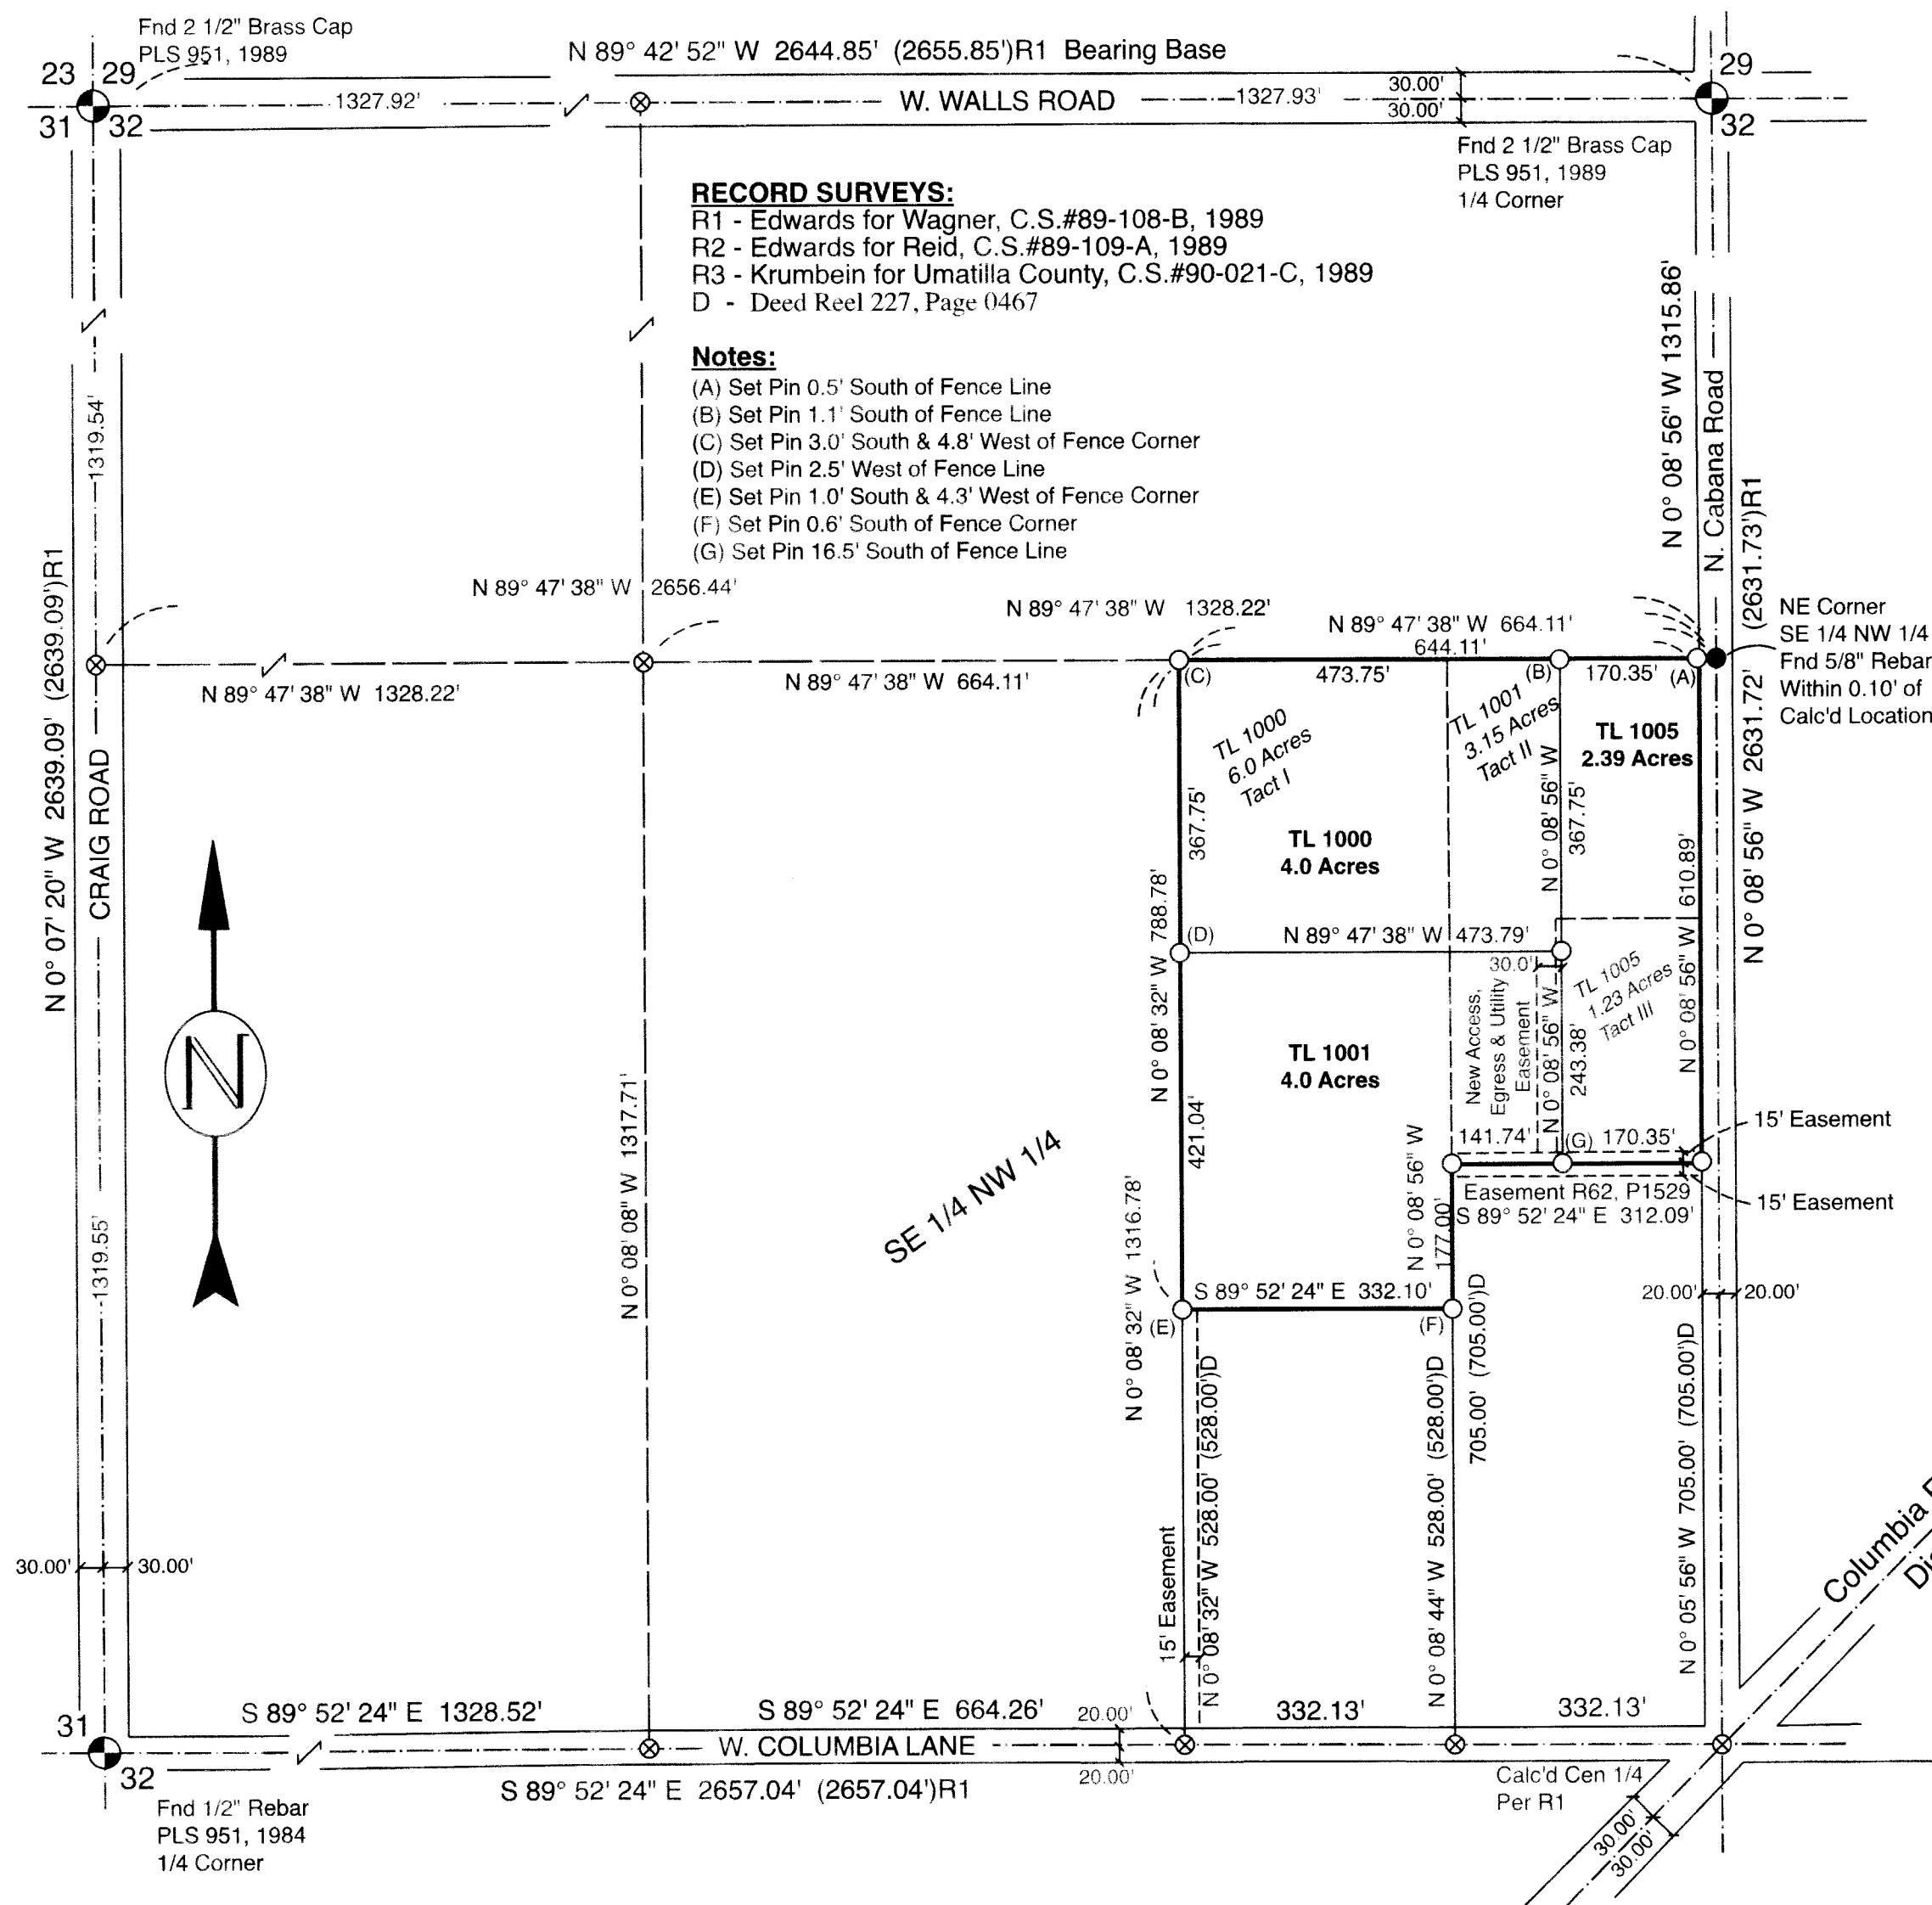 Fnd 2 1/2" Brass Cap
PLS 951, 1989
N 89° 42' 52" W 2644.85' (2655.85')R1 Bearing Base
23 29
31 32
1327.92'
W. WALLS ROAD
1327.93'
30.00'
30.00'
29
32
Fnd 2 1/2" Brass Cap
PLS 951, 1989
1/4 Corner
RECORD SURVEYS:
R1 - Edwards for Wagner, C.S.#89-108-B, 1989
R2 - Edwards for Reid, C.S.#89-109-A, 1989
R3 - Krumbein for Umatilla County, C.S.#90-021-C, 1989
D - Deed Reel 227, Page 0467
Notes:
(A) Set Pin 0.5' South of Fence Line
(B) Set Pin 1.1' South of Fence Line
(C) Set Pin 3.0' South & 4.8' West of Fence Corner
(D) Set Pin 2.5' West of Fence Line
(E) Set Pin 1.0' South & 4.3' West of Fence Corner
(F) Set Pin 0.6' South of Fence Corner
(G) Set Pin 16.5' South of Fence Line
1319.54'
N 0° 07' 20" W 2639.09' (2639.09')R1
CRAIG ROAD
1319.55'
N 0° 08' 56" W 1315.86'
N. Cabana Road
N 0° 08' 56" W 2631.72' (2631.73')R1
N 89° 47' 38" W 2656.44'
N 89° 47' 38" W 1328.22'
N 89° 47' 38" W 664.11'
644.11'
N 89° 47' 38" W 1328.22'
N 89° 47' 38" W 664.11'
(C)
473.75'
(B)
170.35'
(A)
NE Corner
SE 1/4 NW 1/4
Fnd 5/8" Rebar
Within 0.10' of
Calc'd Location
TL 1000
6.0 Acres
Tact I
TL 1001
3.15 Acres
Tact II
TL 1005
2.39 Acres
367.75'
TL 1000
4.0 Acres
N 0° 08' 56" W
367.75'
610.89'
N 0° 08' 56" W
N 0° 08' 32" W 788.78'
(D)
N 89° 47' 38" W 473.79'
30.0'
TL 1005
1.23 Acres
Tact III
New Access,
Egress & Utility
Easement
N 0° 08' 56" W
243.38'
TL 1001
4.0 Acres
421.04'
N
N 0° 08' 08" W 1317.71'
SE 1/4 NW 1/4
N 0° 08' 32" W 1316.78'
141.74'
(G)
170.35'
15' Easement
Easement R62, P1529
S 89° 52' 24" E 312.09'
15' Easement
N 0° 08' 56" W
177.00'
S 89° 52' 24" E 332.10'
(E)
(F)
705.00' (705.00')D
20.00'
20.00'
15' Easement
N 0° 08' 32" W 528.00' (528.00')D
N 0° 08' 44" W 528.00' (528.00')D
N 0° 05' 56" W 705.00' (705.00')D
Columbia
30.00'
30.00'
31
32
S 89° 52' 24" E 1328.52'
S 89° 52' 24" E 664.26'
20.00'
332.13'
332.13'
W. COLUMBIA LANE
S 89° 52' 24" E 2657.04' (2657.04')R1
20.00'
Fnd 1/2" Rebar
PLS 951, 1984
1/4 Corner
Calc'd Cen 1/4
Per R1
30.00'
30.00'